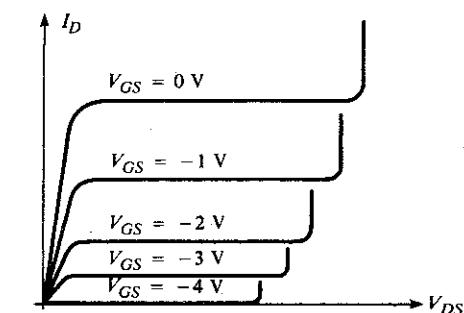 I_D
V_GS = 0 V
V_GS = −1 V
V_GS = −2 V
V_GS = −3 V
V_GS = −4 V
V_DS